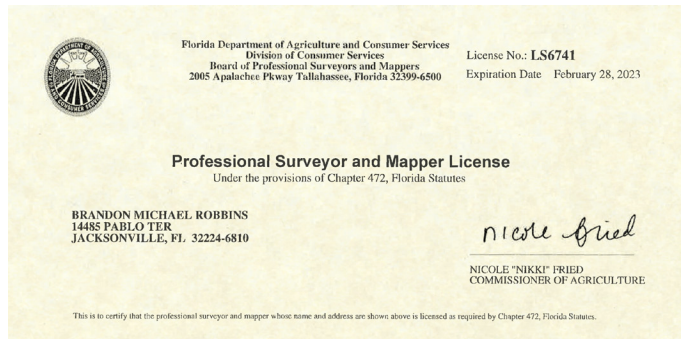 Florida Department of Agriculture and Consumer Services
Division of Consumer Services
Board of Professional Surveyors and Mappers
2005 Apalachee Pkway Tallahassee, Florida 32399-6500
License No.: LS6741
Expiration Date February 28, 2023
Professional Surveyor and Mapper License
Under the provisions of Chapter 472, Florida Statutes
BRANDON MICHAEL ROBBINS
14485 PABLO TER
JACKSONVILLE, FL 32224-6810
Nicole Fried
NICOLE "NIKKI" FRIED
COMMISSIONER OF AGRICULTURE
This is to certify that the professional surveyor and mapper whose name and address are shown above is licensed as required by Chapter 472, Florida Statutes.